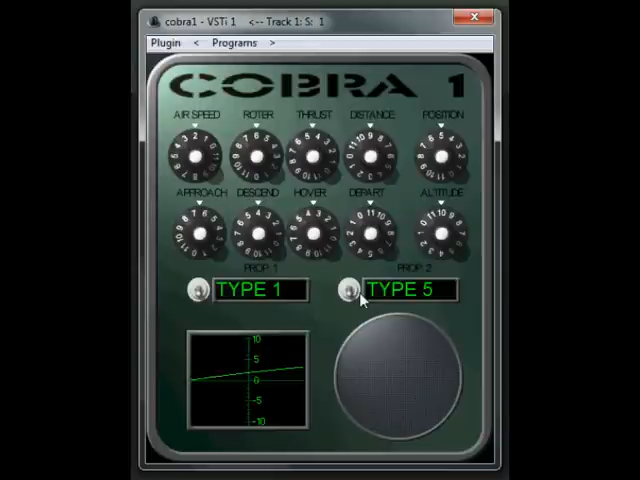 cobra1 - VSTi 1 <-- Track 1: S: 1
Plugin < Programs >
COBRA 1
AIR SPEED ROTER THRUST DISTANCE POSITION
APPROACH DESCEND HOVER DEPART ALTITUDE
PROP: 1 PROP: 2
TYPE 1 TYPE 5
10
5
0
-5
-10